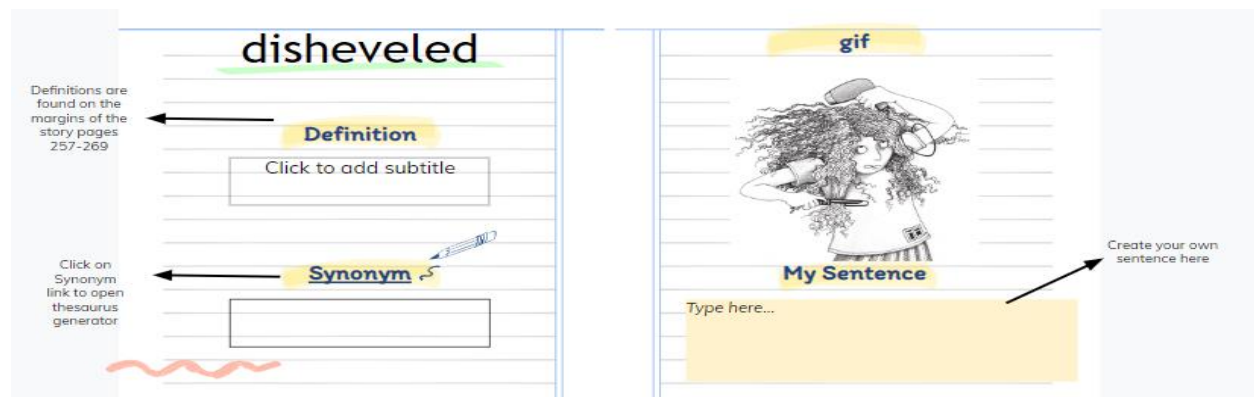 disheveled
Definitions are
found on the
margins of the
story pages
257-269
Definition
Click to add subtitle
Click on
Synonym
link to open
thesaurus
generator
Synonym
gif
My Sentence
Type here...
Create your own
sentence here